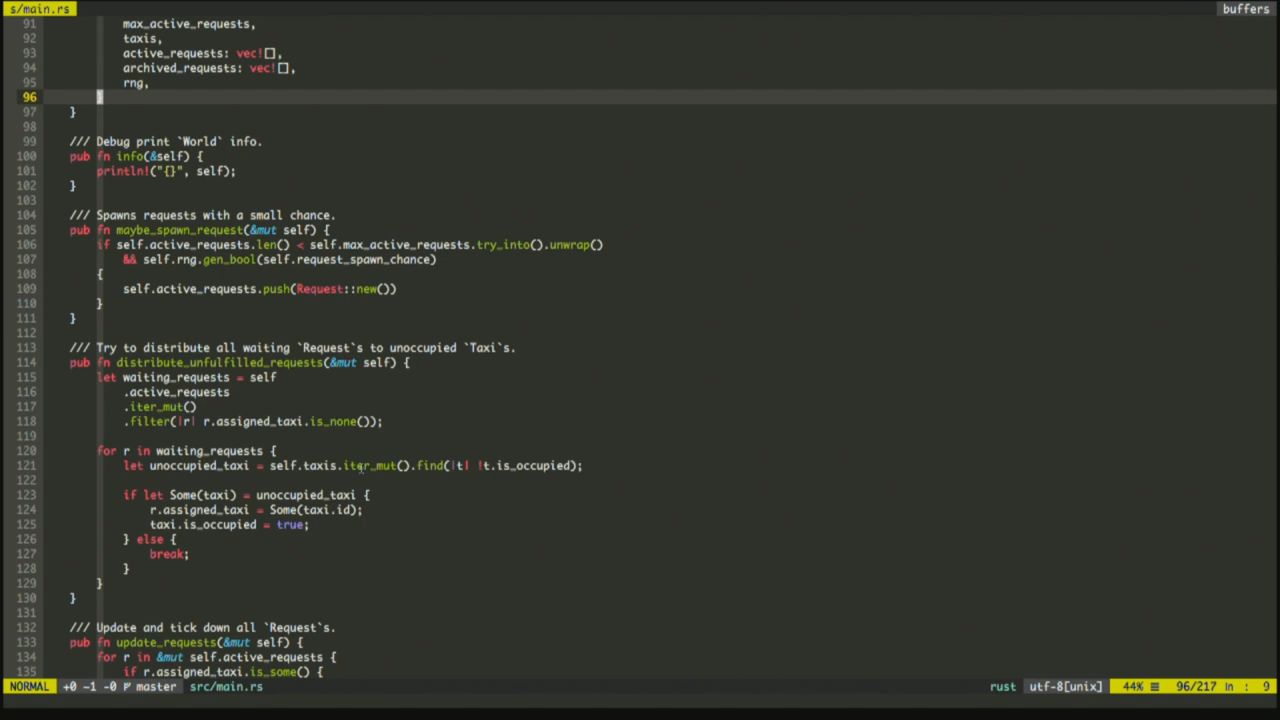 s/main.rs buffers
91 max_active_requests,
92 taxis,
93 active_requests: vec![],
94 archived_requests: vec![],
95 rng,
96 }
97 }
98
99 /// Debug print `World` info.
100 pub fn info(&self) {
101 println!("{}", self);
102 }
103
104 /// Spawns requests with a small chance.
105 pub fn maybe_spawn_request(&mut self) {
106 if self.active_requests.len() < self.max_active_requests.try_into().unwrap()
107 && self.rng.gen_bool(self.request_spawn_chance)
108 {
109 self.active_requests.push(Request::new())
110 }
111 }
112
113 /// Try to distribute all waiting `Request`s to unoccupied `Taxi`s.
114 pub fn distribute_unfulfilled_requests(&mut self) {
115 let waiting_requests = self
116 .active_requests
117 .iter_mut()
118 .filter(|r| r.assigned_taxi.is_none());
119
120 for r in waiting_requests {
121 let unoccupied_taxi = self.taxis.iter_mut().find(|t| !t.is_occupied);
122
123 if let Some(taxi) = unoccupied_taxi {
124 r.assigned_taxi = Some(taxi.id);
125 taxi.is_occupied = true;
126 } else {
127 break;
128 }
129 }
130 }
131
132 /// Update and tick down all `Request`s.
133 pub fn update_requests(&mut self) {
134 for r in &mut self.active_requests {
135 if r.assigned_taxi.is_some() {
NORMAL +0 ~1 -0 master src/main.rs rust utf-8[unix] 44% ≡ 96/217 ln : 9